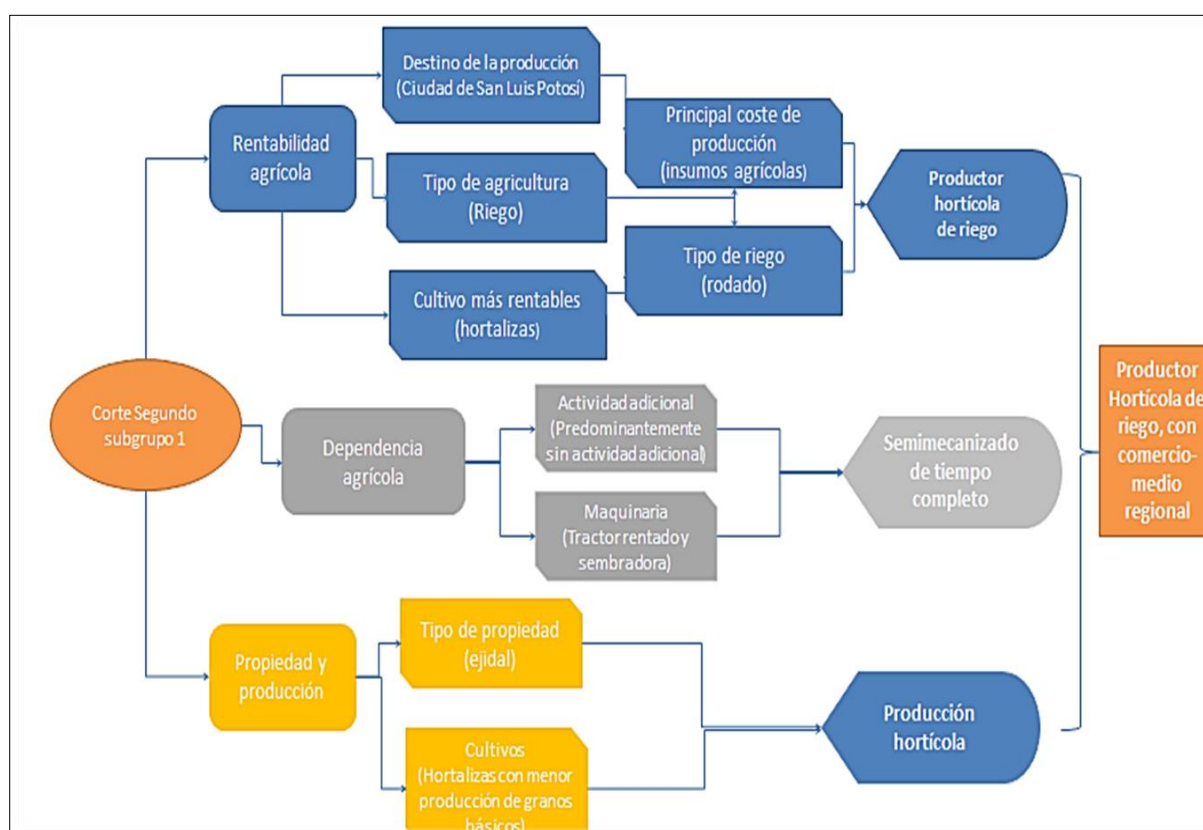 Destino de la producción
(Ciudad de San Luis Potosí)
Rentabilidad
agrícola
Tipo de agricultura
(Riego)
Cultivo más rentables
(hortalizas)
Principal coste de
producción
(insumos agrícolas)
Tipo de riego
(rodado)
Productor
hortícola
de riego
Corte Segundo
subgrupo 1
Dependencia
agrícola
Actividad adicional
(Predominantemente
sin actividad adicional)
Maquinaria
(Tractor rentado y
sembradora)
Semimecanizado
de tiempo
completo
Propiedad y
producción
Tipo de propiedad
(ejidal)
Cultivos
(Hortalizas con menor
producción de granos
básicos)
Producción
hortícola
Productor
Hortícola de
riego, con
comercio-
medio
regional